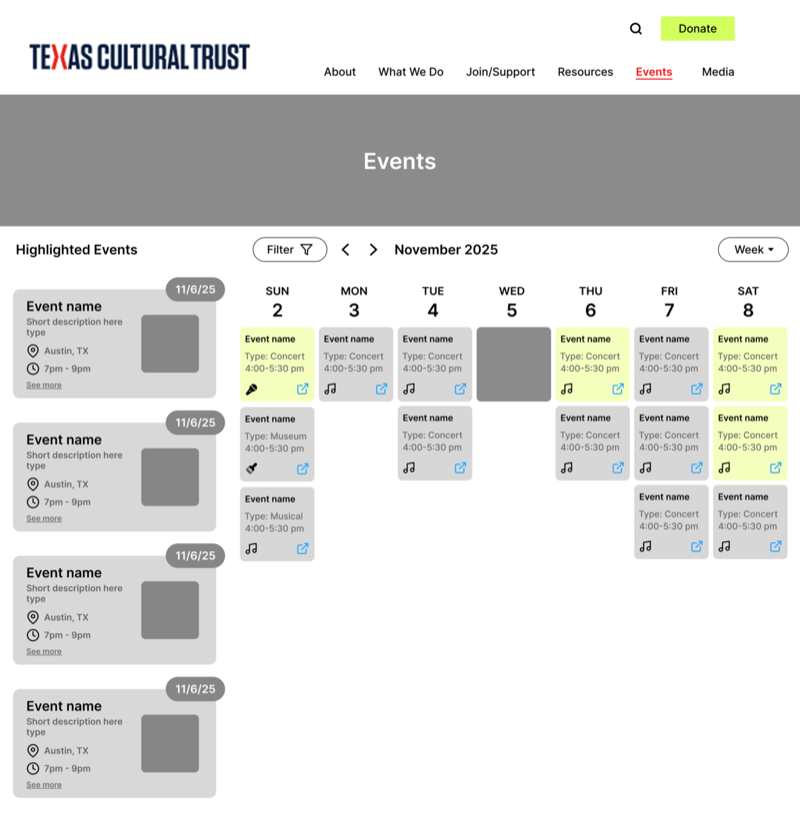 Donate
TEXAS CULTURAL TRUST
About What We Do Join/Support Resources Events Media
Events
Highlighted Events
11/6/25
Event name
Short description here
type
Austin, TX
7pm - 9pm
See more
11/6/25
Event name
Short description here
type
Austin, TX
7pm - 9pm
See more
11/6/25
Event name
Short description here
type
Austin, TX
7pm - 9pm
See more
11/6/25
Event name
Short description here
type
Austin, TX
7pm - 9pm
See more
Filter
November 2025
Week
SUN MON TUE WED THU FRI SAT
2 3 4 5 6 7 8
Event name Event name Event name Event name Event name Event name
Type: Concert Type: Concert Type: Concert Type: Concert Type: Concert Type: Concert
4:00-5:30 pm 4:00-5:30 pm 4:00-5:30 pm 4:00-5:30 pm 4:00-5:30 pm 4:00-5:30 pm
Event name Event name Event name Event name Event name
Type: Museum Type: Concert Type: Concert Type: Concert Type: Concert
4:00-5:30 pm 4:00-5:30 pm 4:00-5:30 pm 4:00-5:30 pm 4:00-5:30 pm
Event name Event name Event name
Type: Musical Type: Concert Type: Concert
4:00-5:30 pm 4:00-5:30 pm 4:00-5:30 pm